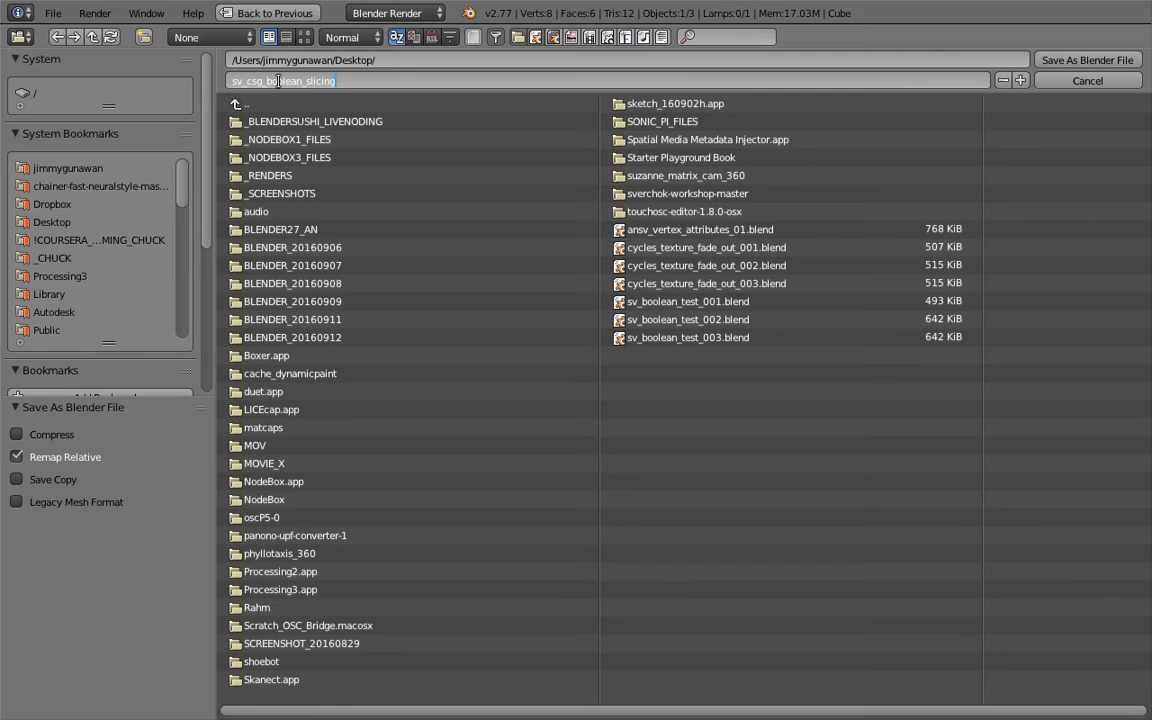 File Render Window Help Back to Previous Blender Render v2.77 | Verts:8 | Faces:6 | Tris:12 | Objects:1/3 | Lamps:0/1 | Mem:17.03M | Cube
None Normal
System
/
System Bookmarks
jimmygunawan
chainer-fast-neuralstyle-mas...
Dropbox
Desktop
!COURSERA_...MING_CHUCK
_CHUCK
Processing3
Library
Autodesk
Public
Bookmarks
Save As Blender File
Compress
Remap Relative
Save Copy
Legacy Mesh Format
/Users/jimmygunawan/Desktop/ Save As Blender File
sv_csg_boolean_slicing Cancel
..
_BLENDERSUSHI_LIVENODING
_NODEBOX1_FILES
_NODEBOX3_FILES
_RENDERS
_SCREENSHOTS
audio
BLENDER27_AN
BLENDER_20160906
BLENDER_20160907
BLENDER_20160908
BLENDER_20160909
BLENDER_20160911
BLENDER_20160912
Boxer.app
cache_dynamicpaint
duet.app
LICEcap.app
matcaps
MOV
MOVIE_X
NodeBox.app
NodeBox
oscP5-0
panono-upf-converter-1
phyllotaxis_360
Processing2.app
Processing3.app
Rahm
Scratch_OSC_Bridge.macosx
SCREENSHOT_20160829
shoebot
Skanect.app
sketch_160902h.app
SONIC_PI_FILES
Spatial Media Metadata Injector.app
Starter Playground Book
suzanne_matrix_cam_360
sverchok-workshop-master
touchosc-editor-1.8.0-osx
ansv_vertex_attributes_01.blend 768 KiB
cycles_texture_fade_out_001.blend 507 KiB
cycles_texture_fade_out_002.blend 515 KiB
cycles_texture_fade_out_003.blend 515 KiB
sv_boolean_test_001.blend 493 KiB
sv_boolean_test_002.blend 642 KiB
sv_boolean_test_003.blend 642 KiB